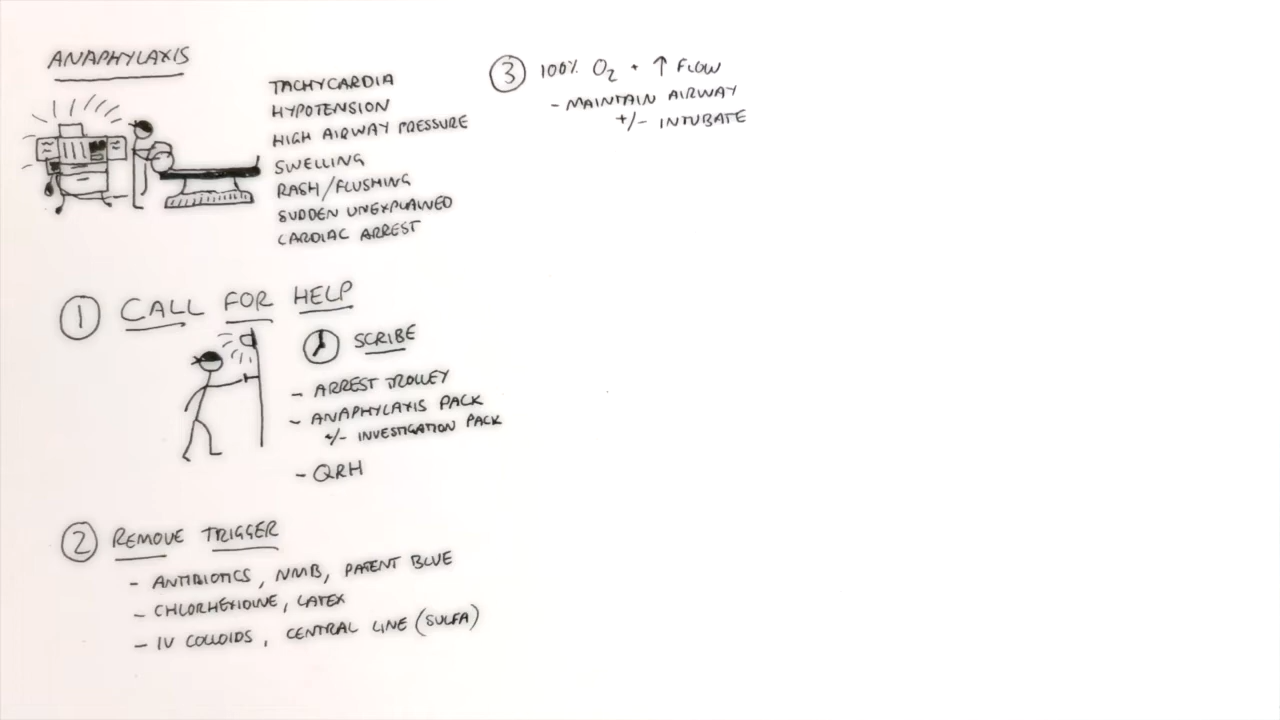 ANAPHYLAXIS
TACHYCARDIA
HYPOTENSION
HIGH AIRWAY PRESSURE
SWELLING
RASH/FLUSHING
SUDDEN UNEXPLAINED
CARDIAC ARREST
1 CALL FOR HELP
SCRIBE
- ARREST TROLLEY
- ANAPHYLAXIS PACK
+/- INVESTIGATION PACK
- QRH
2 REMOVE TRIGGER
- ANTIBIOTICS, NMB, PATENT BLUE
- CHLORHEXIDINE, LATEX
- IV COLLOIDS, CENTRAL LINE (SULFA)
3 100% O2 + ↑ FLOW
- MAINTAIN AIRWAY
+/- INTUBATE